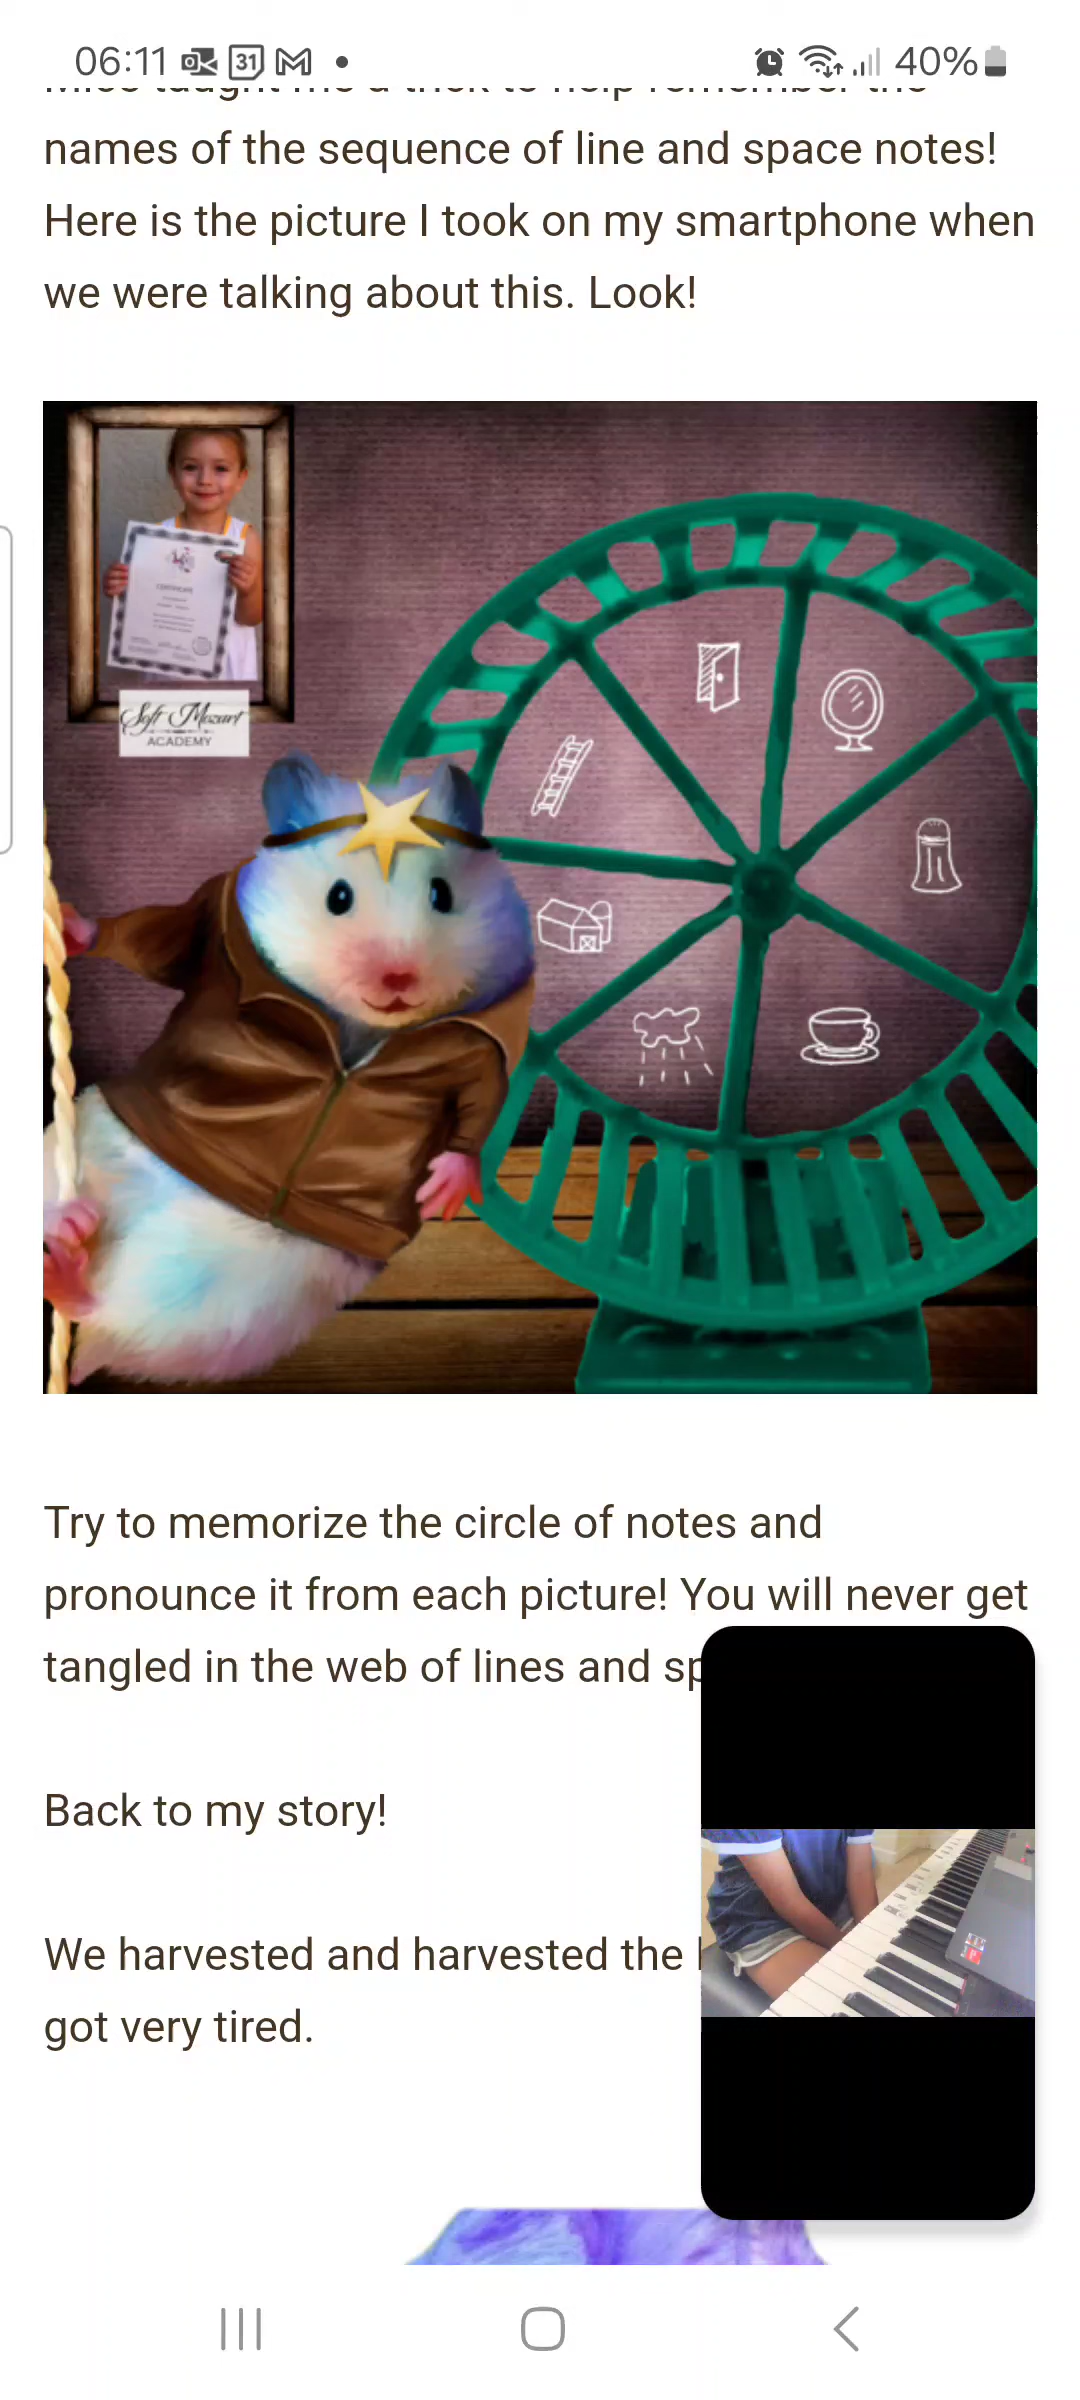 06:11 31 40%
names of the sequence of line and space notes!
Here is the picture I took on my smartphone when
we were talking about this. Look!
CERTIFICATE
Soft Mozart
ACADEMY
Try to memorize the circle of notes and
pronounce it from each picture! You will never get
tangled in the web of lines and sp
Back to my story!
We harvested and harvested the
got very tired.